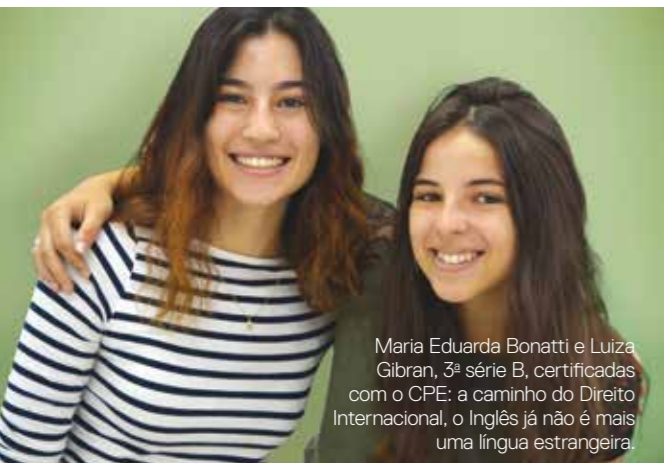 Maria Eduarda Bonatti e Luiza
Gibran, 3ª série B, certificadas
com o CPE: a caminho do Direito
Internacional, o Inglês já não é mais
uma língua estrangeira.